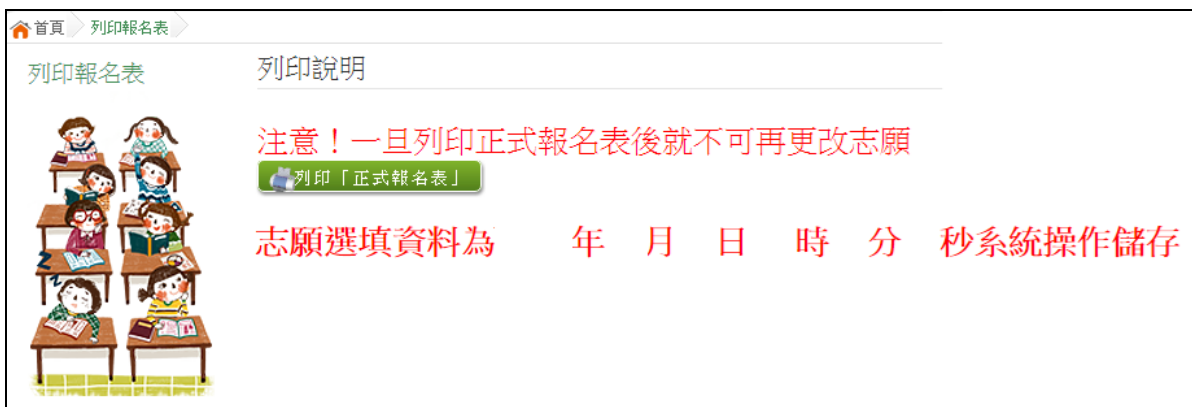 首頁 列印報名表
列印報名表
列印說明
注意！一旦列印正式報名表後就不可再更改志願
列印「正式報名表」
志願選填資料為 年 月 日 時 分 秒系統操作儲存